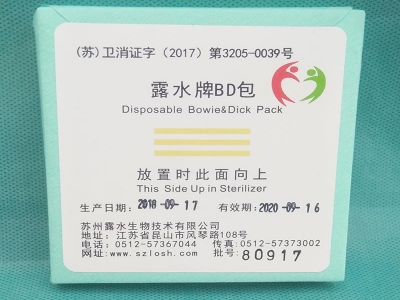 (苏)卫消证字(2017)第3205-0039号
露水牌BD包
Disposable Bowie&Dick Pack
放置时此面向上
This Side Up in Sterilizer
生产日期: 2018-09-17 有效期: 2020-09-16
苏州露水生物技术有限公司
地址: 江苏省昆山市风琴路108号
电话: 0512-57367044 传真: 0512-57373002
网址: www.szlosh.com 批号: 80917